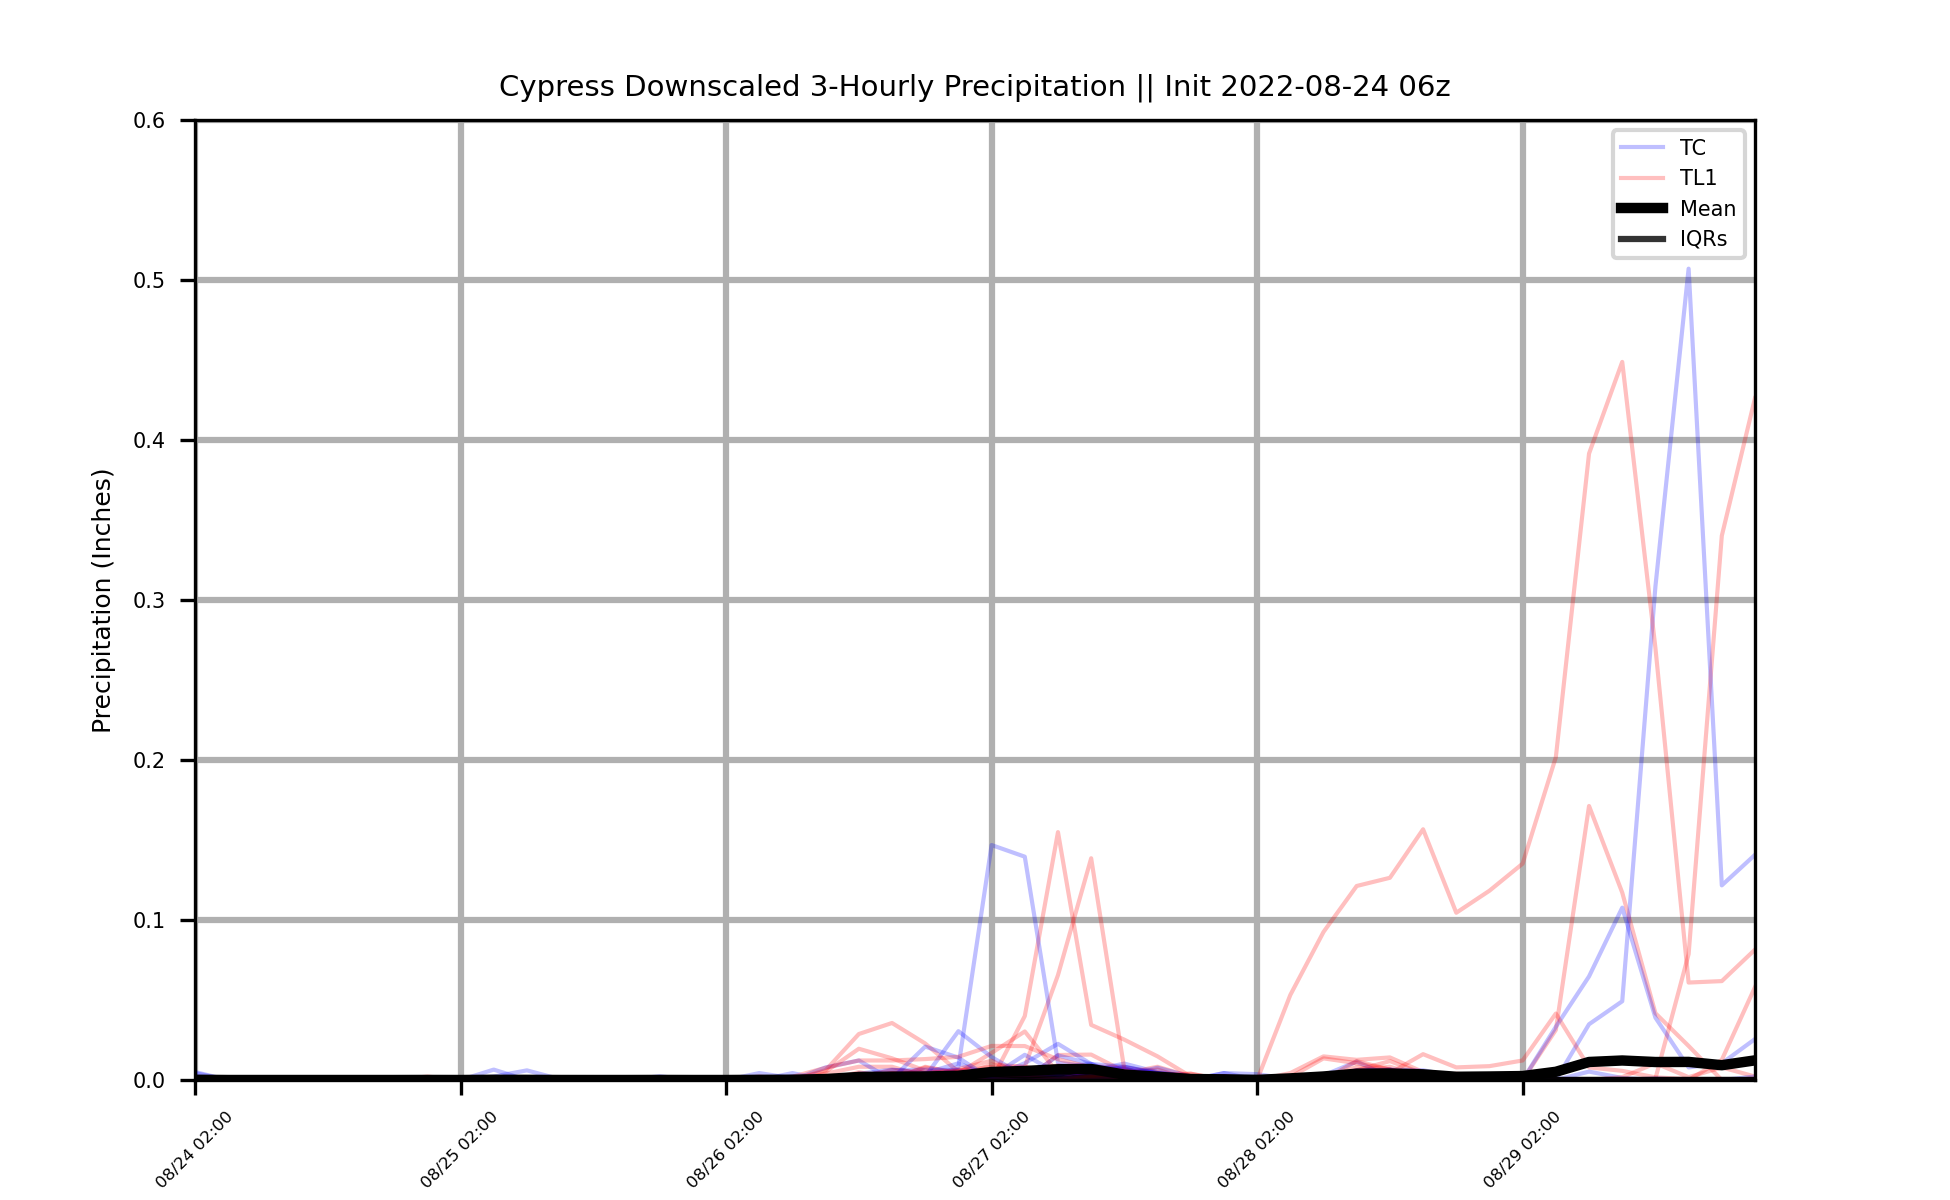 Cypress Downscaled 3-Hourly Precipitation || Init 2022-08-24 06z
TC
TL1
Mean
IQRs
Precipitation (Inches)
0.6
0.5
0.4
0.3
0.2
0.1
0.0
08/24 02:00
08/25 02:00
08/26 02:00
08/27 02:00
08/28 02:00
08/29 02:00